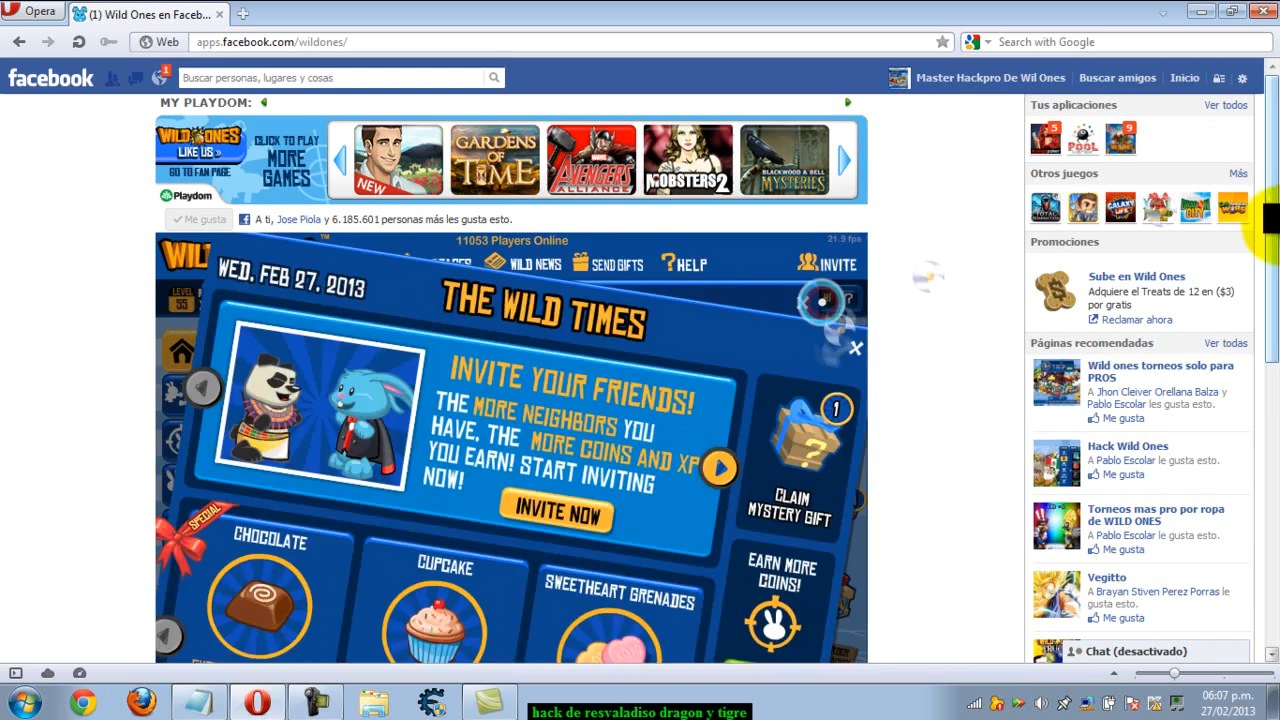 Opera
(1) Wild Ones en Faceb...
Web
apps.facebook.com/wildones/
Search with Google
facebook
1
Buscar personas, lugares y cosas
Master Hackpro De Wil Ones
Buscar amigos
Inicio
MY PLAYDOM:
WILD ONES
LIKE US »
GO TO FAN PAGE
Playdom
CLICK TO PLAY
MORE
GAMES
NEW
GARDENS
OF
TIME
AVENGERS
ALLIANCE
MOBSTERS2
BLACKWOOD & BELL
MYSTERIES
Me gusta
A ti, Jose Piola y 6.185.601 personas más les gusta esto.
11053 Players Online
21.9 fps
WIL
WILD NEWS
SEND GIFTS
? HELP
INVITE
LEVEL
55
WED, FEB 27, 2013
THE WILD TIMES
INVITE YOUR FRIENDS!
THE MORE NEIGHBORS YOU
HAVE, THE MORE COINS AND XP
YOU EARN! START INVITING
NOW!
INVITE NOW
1
CLAIM
MYSTERY GIFT
SPECIAL
CHOCOLATE
CUPCAKE
SWEETHEART GRENADES
EARN MORE
COINS!
Tus aplicaciones
Ver todos
5
POOL
9
Otros juegos
Más
Promociones
Sube en Wild Ones
Adquiere el Treats de 12 en ($3)
por gratis
Reclamar ahora
Páginas recomendadas
Ver todas
Wild ones torneos solo para
PROS
A Jhon Cleiver Orellana Balza y
Pablo Escolar les gusta esto.
Me gusta
Hack Wild Ones
A Pablo Escolar le gusta esto.
Me gusta
Torneos mas pro por ropa
de WILD ONES
A Pablo Escolar le gusta esto.
Me gusta
Vegitto
A Brayan Stiven Perez Porras le
gusta esto.
Me gusta
Chat (desactivado)
hack de resvaladiso dragon y tigre
06:07 p.m.
27/02/2013